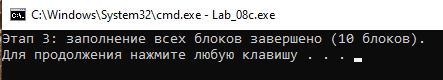 C:\Windows\System32\cmd.exe - Lab_08c.exe
Этап 3: заполнение всех блоков завершено (10 блоков).
Для продолжения нажмите любую клавишу . . .